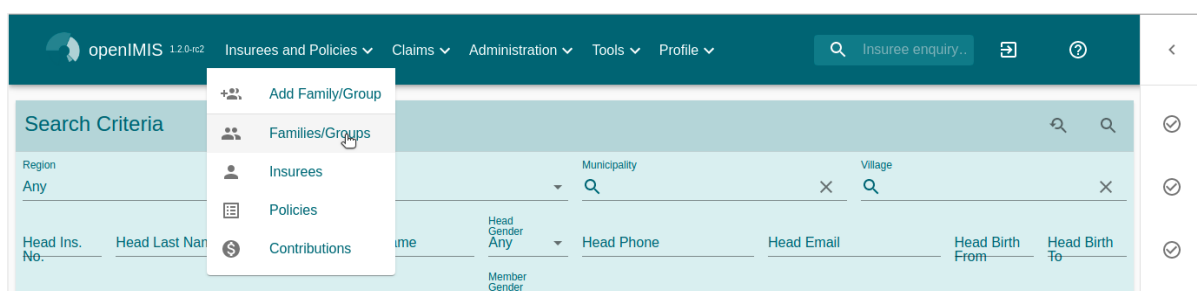 openIMIS 1.2.0-rc2 Insurees and Policies Claims Administration Tools Profile Insuree enquiry..
Add Family/Group
Search Criteria
Families/Groups
Region Municipality Village
Insurees
Any
Policies
Head Gender
Head Ins. No. Head Last Nam ame Any Head Phone Head Email Head Birth From Head Birth To
Contributions
Member Gender